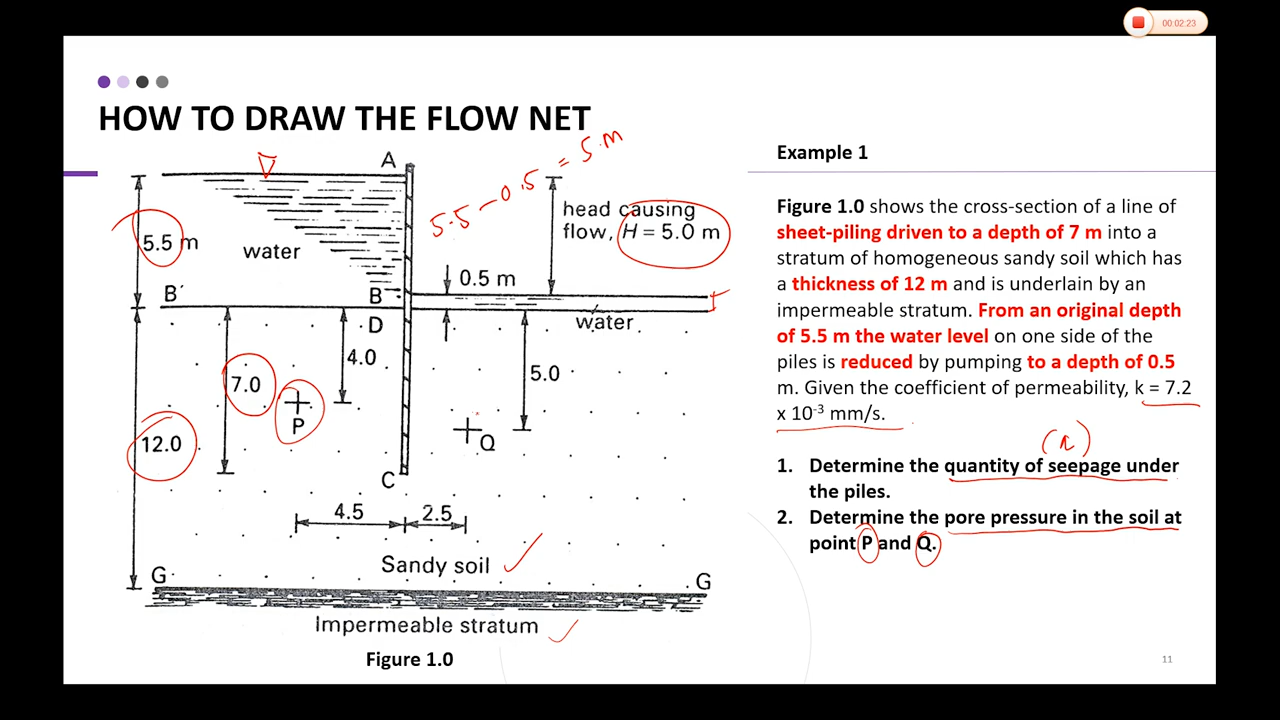 00:02:23
HOW TO DRAW THE FLOW NET
A
5.5 - 0.5 = 5.m
head causing
flow, H = 5.0 m
5.5 m
water
0.5 m
B'
B
D
water
4.0
7.0
5.0
P
Q
12.0
C
4.5
2.5
Sandy soil
G
G
Impermeable stratum
Figure 1.0
Example 1
Figure 1.0 shows the cross-section of a line of
sheet-piling driven to a depth of 7 m into a
stratum of homogeneous sandy soil which has
a thickness of 12 m and is underlain by an
impermeable stratum. From an original depth
of 5.5 m the water level on one side of the
piles is reduced by pumping to a depth of 0.5
m. Given the coefficient of permeability, k = 7.2
x 10-3 mm/s.
1. Determine the quantity of seepage under
the piles.
2. Determine the pore pressure in the soil at
point P and Q.
11